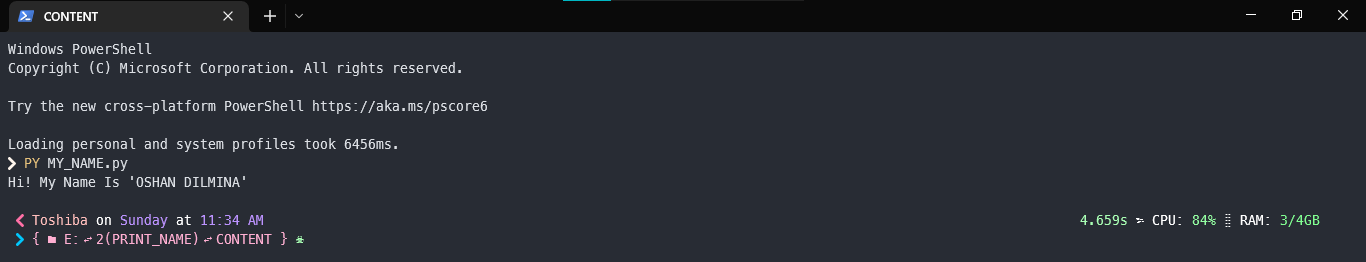 CONTENT
Windows PowerShell
Copyright (C) Microsoft Corporation. All rights reserved.
Try the new cross-platform PowerShell https://aka.ms/pscore6
Loading personal and system profiles took 6456ms.
PY MY_NAME.py
Hi! My Name Is 'OSHAN DILMINA'
Toshiba on Sunday at 11:34 AM 4.659s CPU: 84% RAM: 3/4GB
{ E: 2(PRINT_NAME) CONTENT }